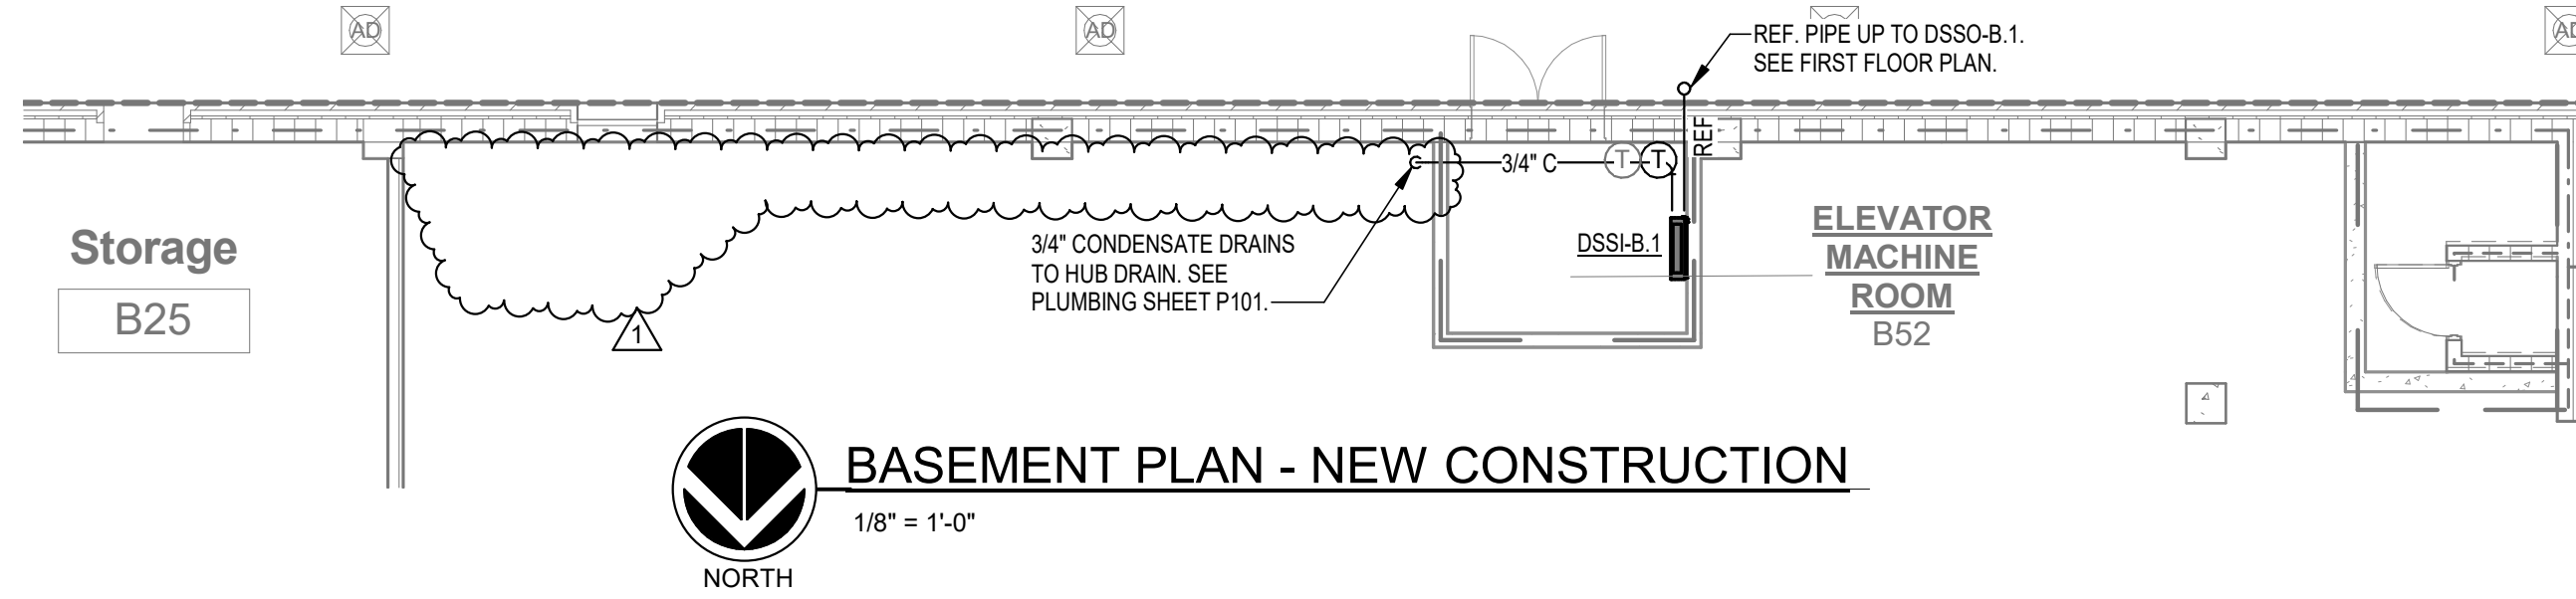 AD
AD
AD
REF. PIPE UP TO DSSO-B.1.
SEE FIRST FLOOR PLAN.
REF
3/4" C
T
T
C
Storage
B25
3/4" CONDENSATE DRAINS
TO HUB DRAIN. SEE
PLUMBING SHEET P101.
DSSI-B.1
ELEVATOR
MACHINE
ROOM
B52
1
BASEMENT PLAN - NEW CONSTRUCTION
1/8" = 1'-0"
NORTH